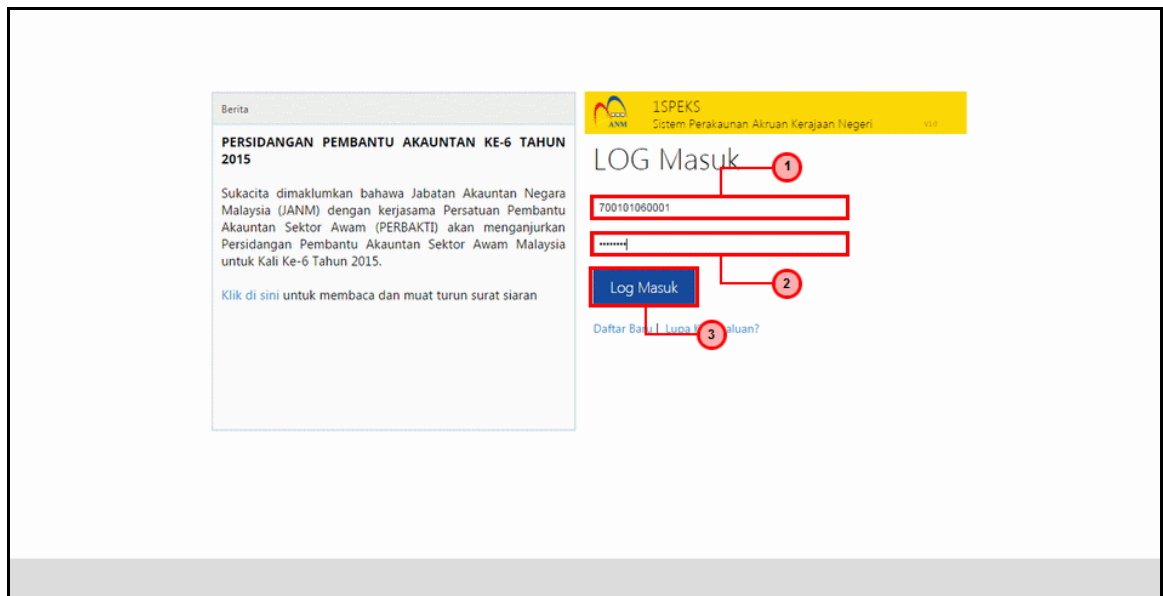 Berita
PERSIDANGAN PEMBANTU AKAUNTAN KE-6 TAHUN
2015
Sukacita dimaklumkan bahawa Jabatan Akauntan Negara
Malaysia (JANM) dengan kerjasama Persatuan Pembantu
Akauntan Sektor Awam (PERBAKTI) akan menganjurkan
Persidangan Pembantu Akauntan Sektor Awam Malaysia
untuk Kali Ke-6 Tahun 2015.
Klik di sini untuk membaca dan muat turun surat siaran
ANM
1SPEKS
Sistem Perakaunan Akruan Kerajaan Negeri
V1.0
LOG Masuk
1
700101060001
2
Log Masuk
3
Daftar Baru | Lupa